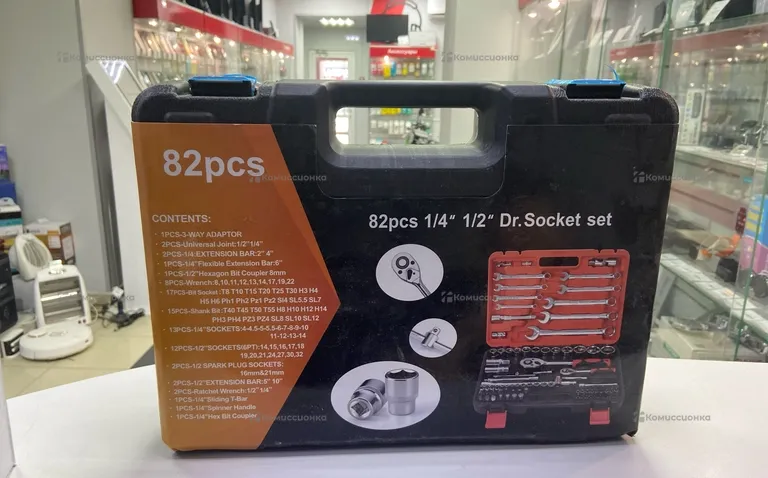 Комиссионка
Комиссионка
Аксессуары
82pcs
Комиссионка
Комиссионка
CONTENTS:
82pcs 1/4“ 1/2“ Dr.Socket set
· 1PCS-3-WAY ADAPTOR
· 2PCS-Universal Joint:1/2"1/4"
· 2PCS-1/4 EXTENSION BAR:2" 4"
· 1PCS-1/4"Flexible Extension Bar:6"
· 1PCS-1/2"Hexagon Bit Coupler 8mm
· 8PCS-Wrench:8,10,11,12,13,14,17,19,22
· 17PCS-Bit Socket :T8 T10 T15 T20 T25 T30 H3 H4
H5 H6 Ph1 Ph2 Pz1 Pz2 Sl4 SL5.5 SL7
· 15PCS-Shank Bit: T40 T45 T50 T55 H8 H10 H12 H14
PH3 PH4 PZ3 PZ4 SL8 SL10 SL12
· 13PCS-1/4"SOCKETS:4-4.5-5-5.5-6-7-8-9-10
11-12-13-14
· 12PCS-1/2"SOCKETS(6PT):14,15,16,17,18
19,20,21,24,27,30,32
· 2PCS-1/2 SPARK PLUG SOCKETS:
16mm&21mm
· 2PCS-1/2"EXTENSION BAR:5" 10"
· 2PCS-Ratchet Wrench:1/2" 1/4"
· 1PCS-1/4"Sliding T-Bar
· 1PCS-1/4"Spinner Handle
· 1PCS-1/4"Hex Bit Coupler
Комиссионка
Комиссионка
Комиссионка